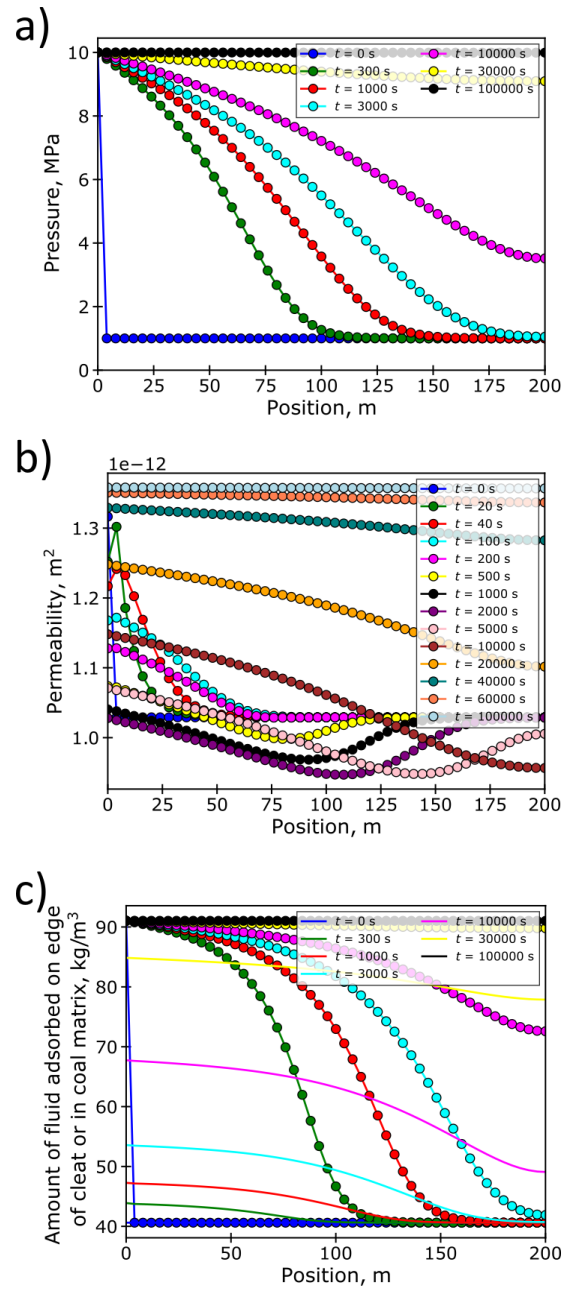 a)
10
8
6
4
2
0
Pressure, MPa
t = 0 s
t = 300 s
t = 1000 s
t = 3000 s
t = 10000 s
t = 30000 s
t = 100000 s
0 25 50 75 100 125 150 175 200
Position, m
b)
1e−12
1.3
1.2
1.1
1.0
Permeability, m²
t = 0 s
t = 20 s
t = 40 s
t = 100 s
t = 200 s
t = 500 s
t = 1000 s
t = 2000 s
t = 5000 s
t = 10000 s
t = 20000 s
t = 40000 s
t = 60000 s
t = 100000 s
0 25 50 75 100 125 150 175 200
Position, m
c)
90
80
70
60
50
40
Amount of fluid adsorbed on edge
of cleat or in coal matrix, kg/m³
t = 0 s
t = 300 s
t = 1000 s
t = 3000 s
t = 10000 s
t = 30000 s
t = 100000 s
0 50 100 150 200
Position, m